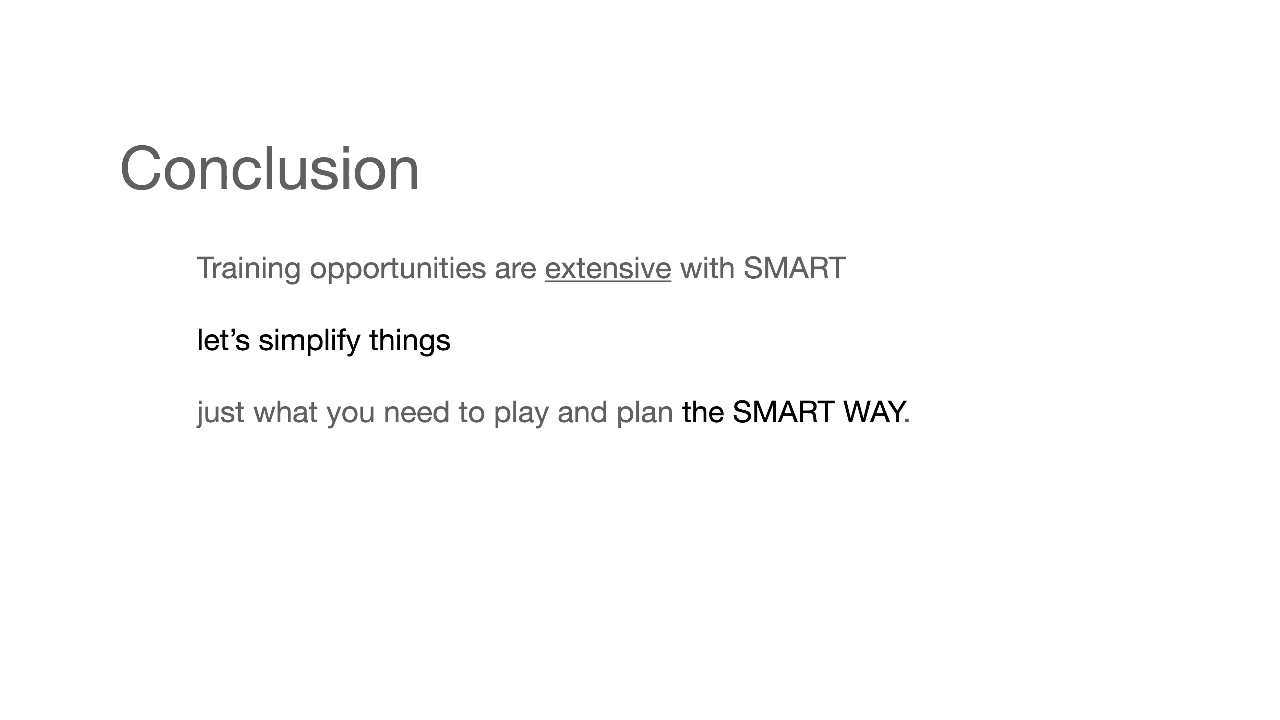 Conclusion
Training opportunities are extensive with SMART
let’s simplify things
just what you need to play and plan the SMART WAY.